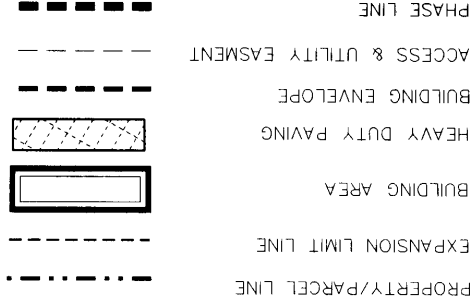 PROPERTY/PARCEL LINE
EXPANSION LIMIT LINE
BUILDING AREA
HEAVY DUTY PAVING
BUILDING ENVELOPE
ACCESS & UTILITY EASMENT
PHASE LINE